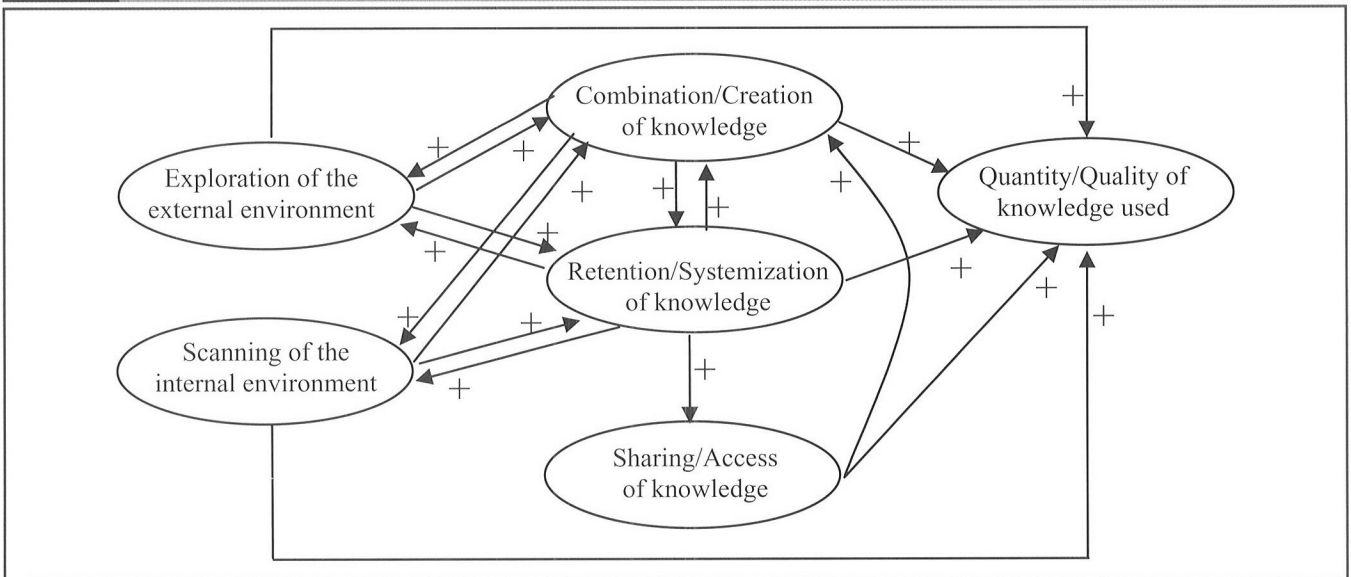 Combination/Creation
of knowledge
+
+
+
+
Exploration of the
external environment
Quantity/Quality of
knowledge used
+
+
+
+
+
+
Retention/Systemization
of knowledge
+
+
+
+
+
Scanning of the
internal environment
+
+
Sharing/Access
of knowledge